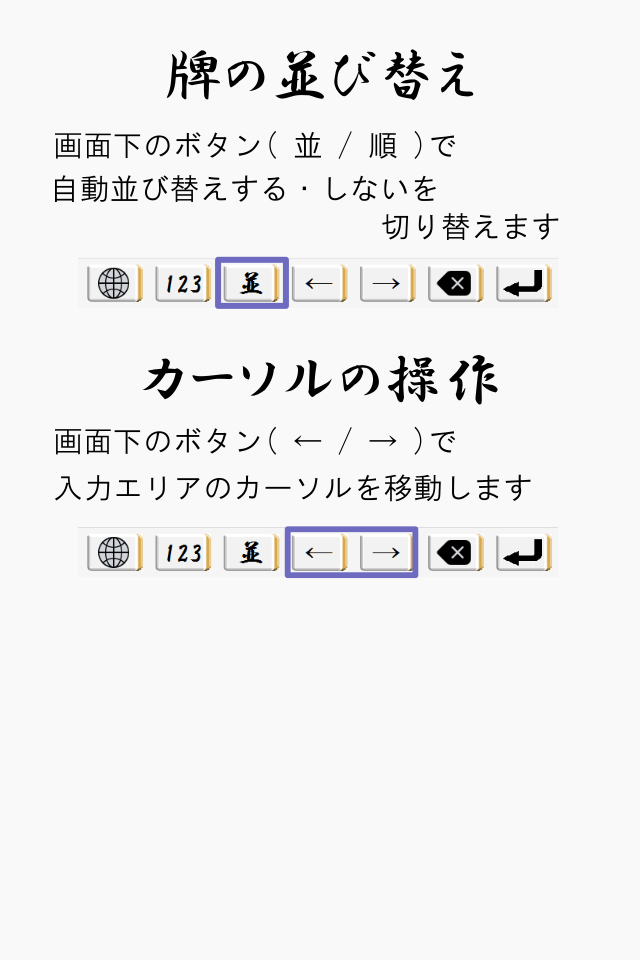 牌の並び替え
画面下のボタン( 並 / 順 )で
自動並び替えする・しないを
切り替えます
123 並 ← →
カーソルの操作
画面下のボタン( ← / → )で
入力エリアのカーソルを移動します
123 並 ← →